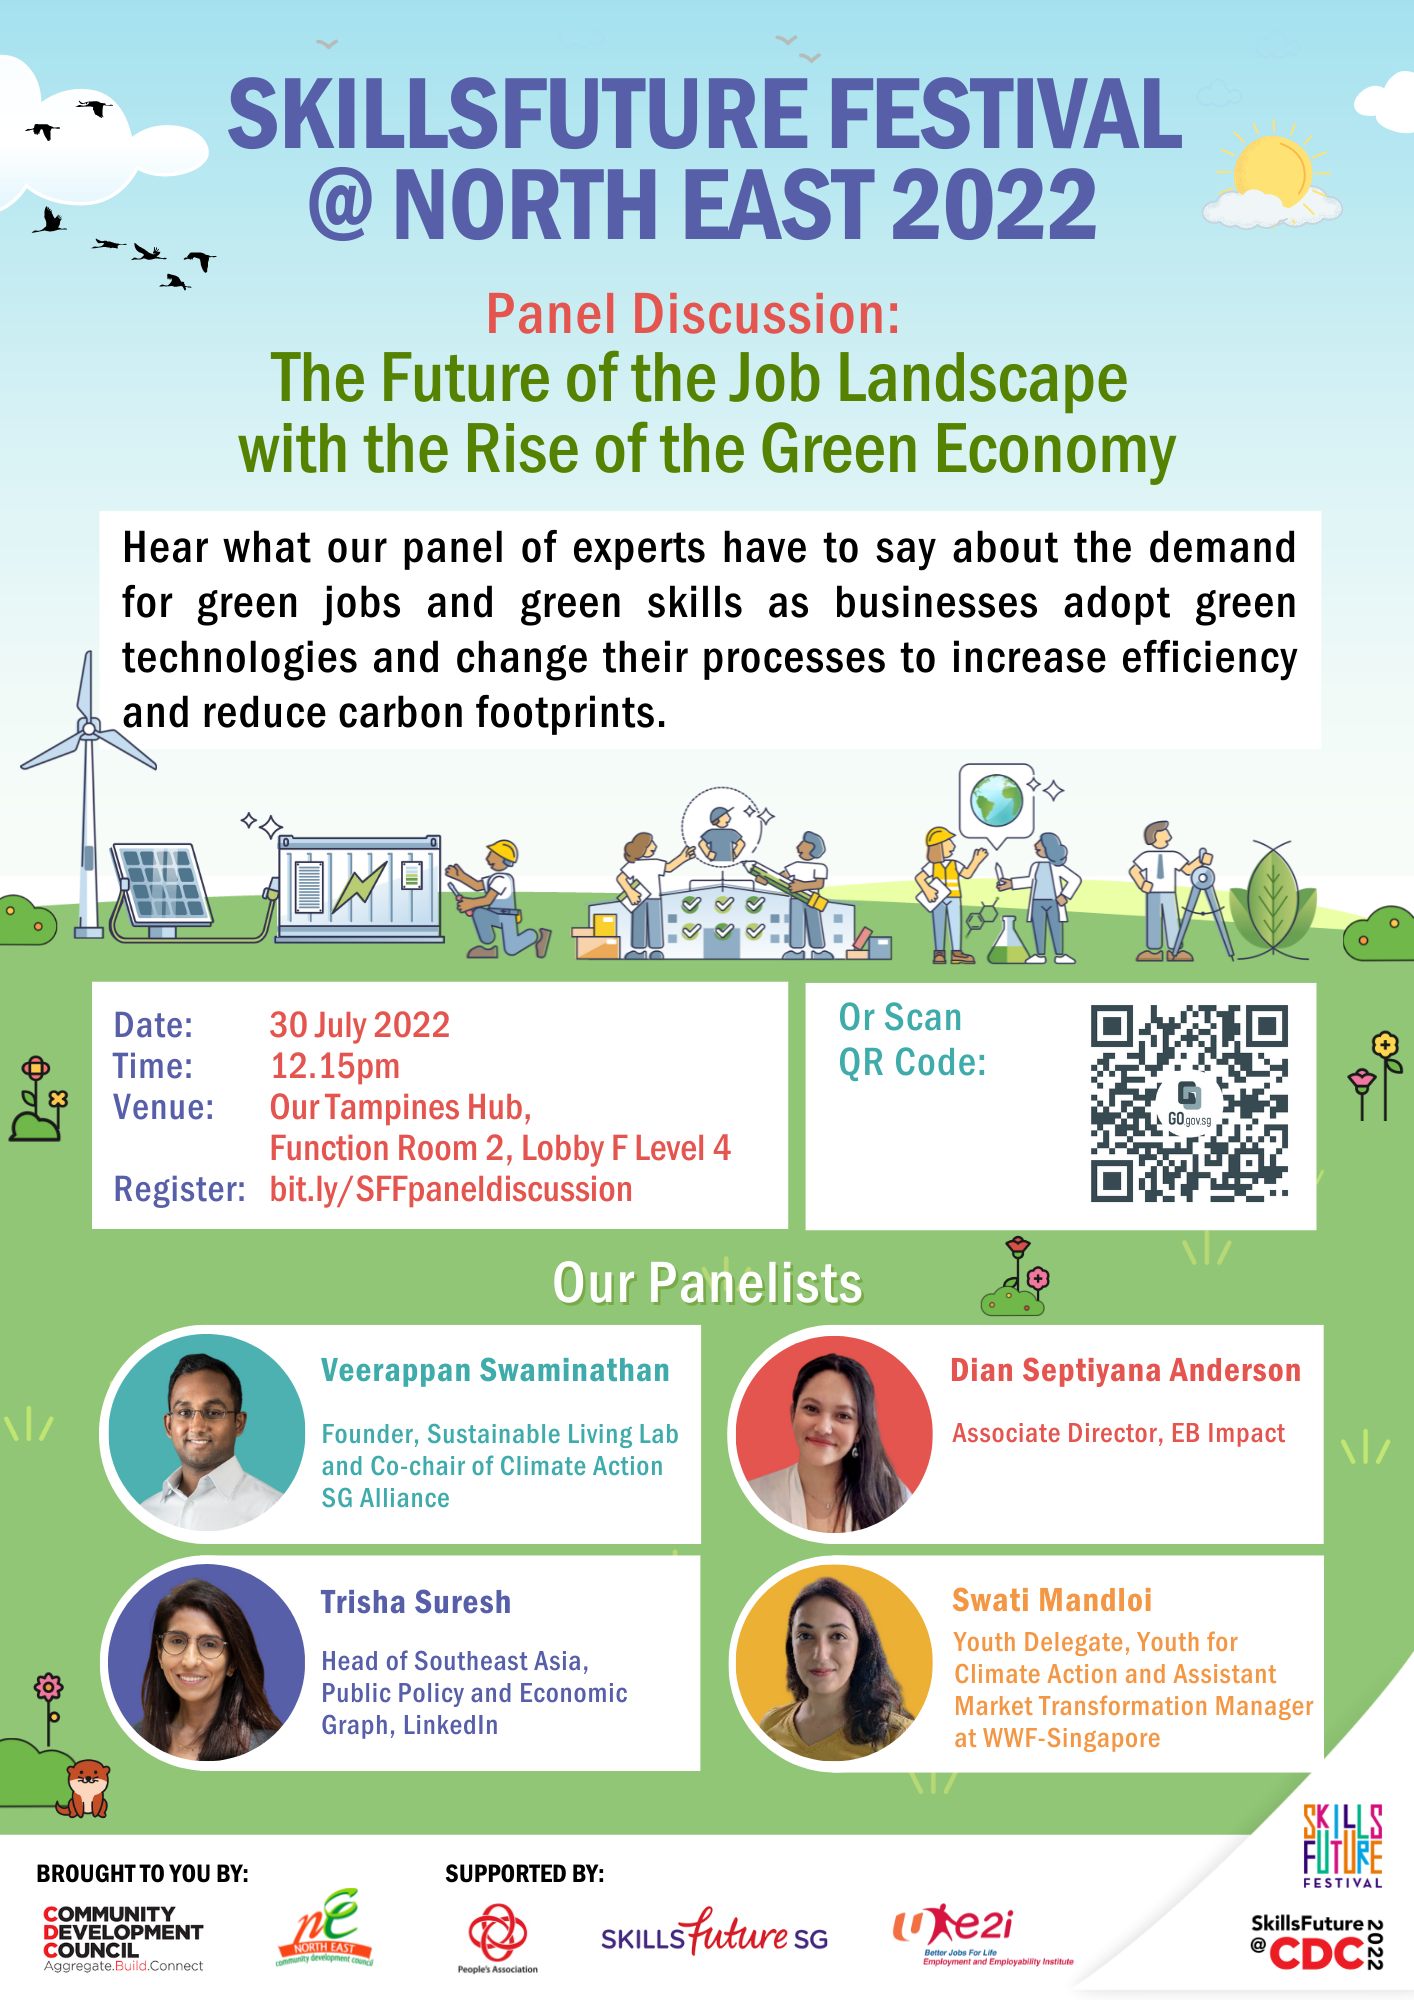 SKILLSFUTURE FESTIVAL
@ NORTH EAST 2022
Panel Discussion:
The Future of the Job Landscape
with the Rise of the Green Economy
Hear what our panel of experts have to say about the demand
for green jobs and green skills as businesses adopt green
technologies and change their processes to increase efficiency
and reduce carbon footprints.
Date: 30 July 2022
Time: 12.15pm
Venue: Our Tampines Hub,
Function Room 2, Lobby F Level 4
Register: bit.ly/SFFpaneldiscussion
Or Scan
QR Code:
GO.gov.sg
Our Panelists
Veerappan Swaminathan
Founder, Sustainable Living Lab
and Co-chair of Climate Action
SG Alliance
Dian Septiyana Anderson
Associate Director, EB Impact
Trisha Suresh
Head of Southeast Asia,
Public Policy and Economic
Graph, LinkedIn
Swati Mandloi
Youth Delegate, Youth for
Climate Action and Assistant
Market Transformation Manager
at WWF-Singapore
BROUGHT TO YOU BY:
COMMUNITY
DEVELOPMENT
COUNCIL
Aggregate.Build.Connect
NE
NORTH EAST
community development council
SUPPORTED BY:
People's Association
SKILLSfuture SG
U e2i
Better Jobs For Life
Employment and Employability Institute
SKILLS
FUTURE
FESTIVAL
SkillsFuture
@ CDC 2022